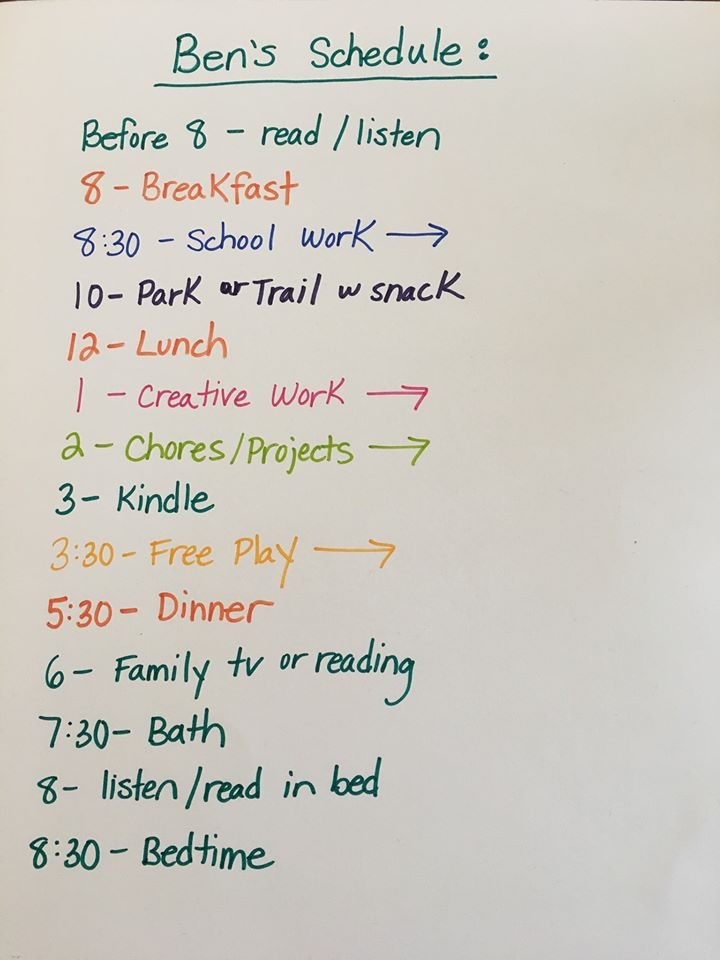 Ben's Schedule:
Before 8 - read/listen
8 - Breakfast
8:30 - School work →
10 - Park or Trail w snack
12 - Lunch
1 - Creative Work →
2 - Chores/Projects →
3 - Kindle
3:30 - Free Play →
5:30 - Dinner
6 - Family tv or reading
7:30 - Bath
8 - listen/read in bed
8:30 - Bedtime